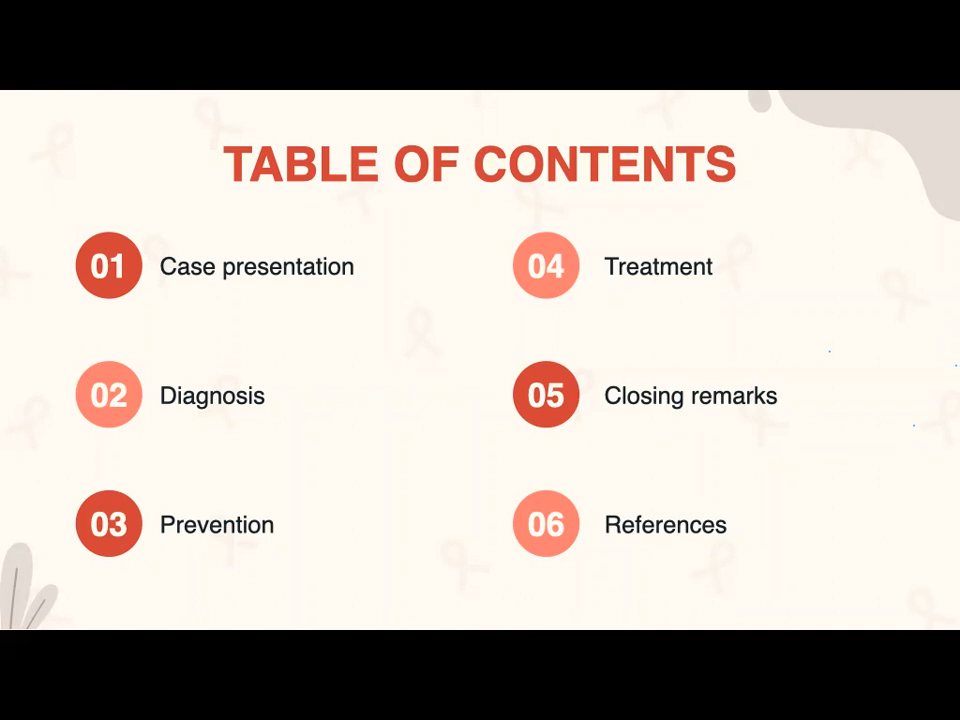 TABLE OF CONTENTS
01 Case presentation
02 Diagnosis
03 Prevention
04 Treatment
05 Closing remarks
06 References